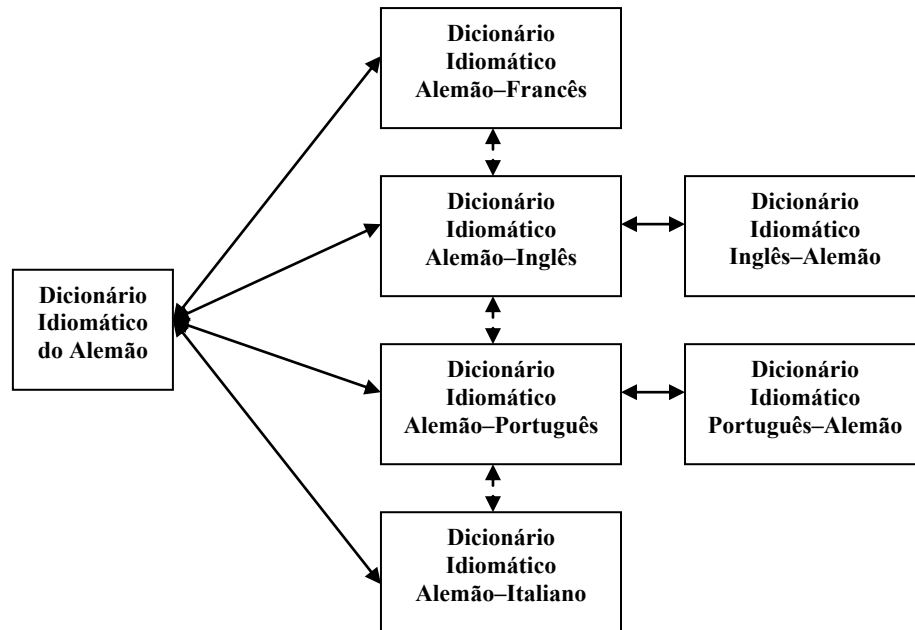 Dicionário
Idiomático
Alemão–Francês
Dicionário
Idiomático
Alemão–Inglês
Dicionário
Idiomático
Inglês–Alemão
Dicionário
Idiomático
do Alemão
Dicionário
Idiomático
Alemão–Português
Dicionário
Idiomático
Português–Alemão
Dicionário
Idiomático
Alemão–Italiano